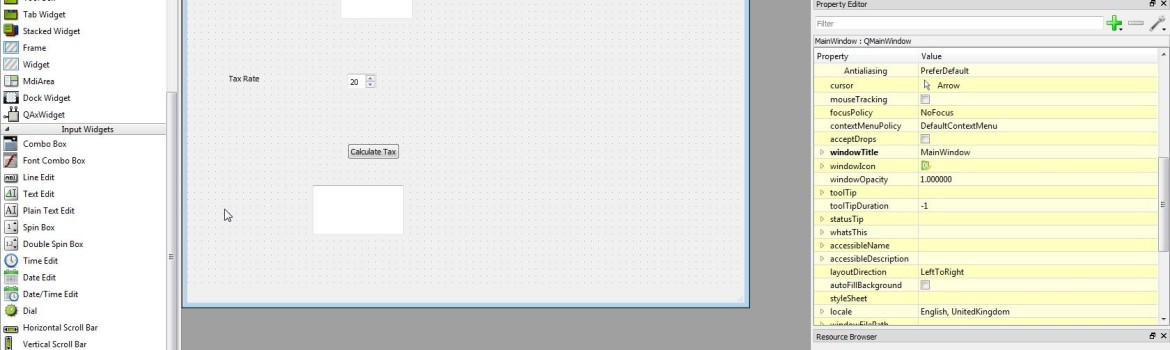 Tab Widget
Stacked Widget
Frame
Widget
MdiArea
Dock Widget
QAxWidget
Input Widgets
Combo Box
Font Combo Box
Line Edit
Text Edit
Plain Text Edit
Spin Box
Double Spin Box
Time Edit
Date Edit
Date/Time Edit
Dial
Horizontal Scroll Bar
Vertical Scroll Bar
Tax Rate
20
Calculate Tax
Property Editor
Filter
MainWindow : QMainWindow
Property Value
Antialiasing PreferDefault
cursor Arrow
mouseTracking
focusPolicy NoFocus
contextMenuPolicy DefaultContextMenu
acceptDrops
windowTitle MainWindow
windowIcon
windowOpacity 1.000000
toolTip
toolTipDuration -1
statusTip
whatsThis
accessibleName
accessibleDescription
layoutDirection LeftToRight
autoFillBackground
styleSheet
locale English, UnitedKingdom
windowFilePath
Resource Browser